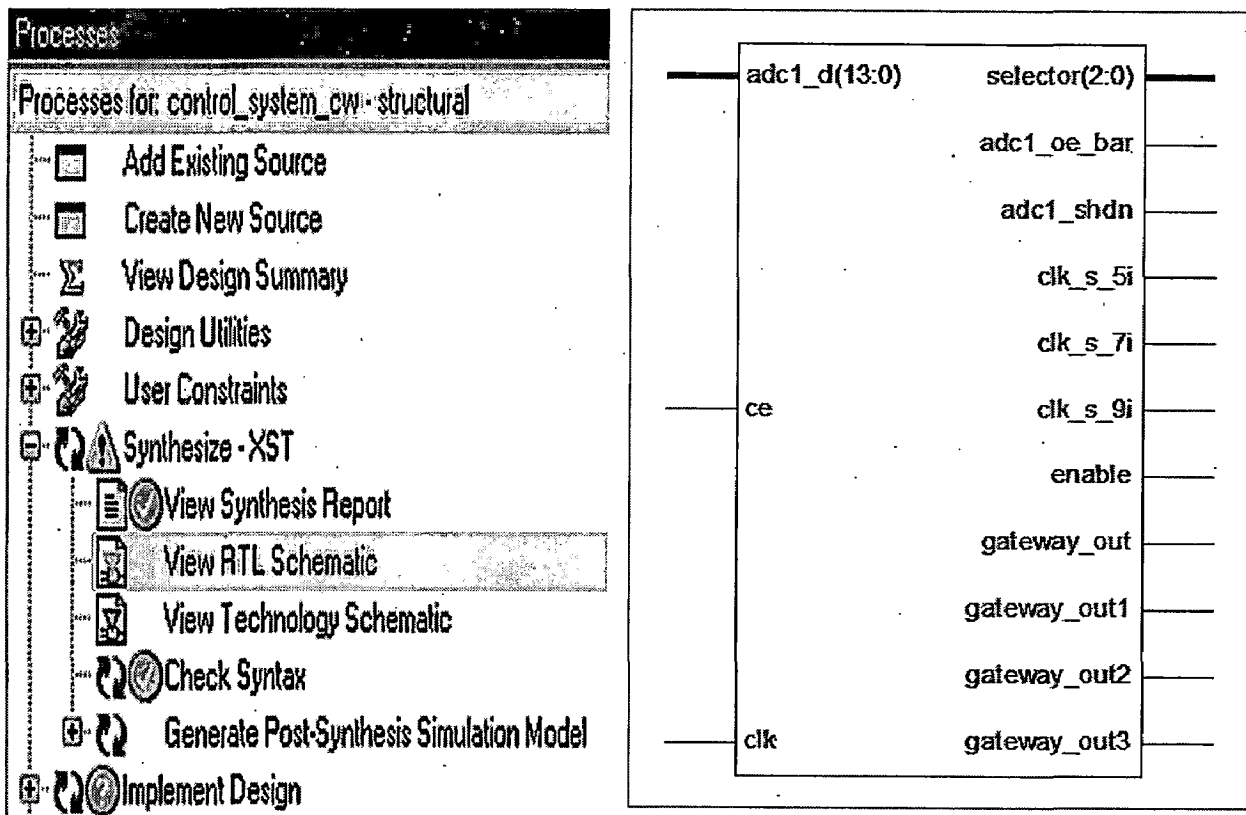 Processes
Processes for: control_system_cw - structural
Add Existing Source
Create New Source
View Design Summary
Design Utilities
User Constraints
Synthesize - XST
View Synthesis Report
View RTL Schematic
View Technology Schematic
Check Syntax
Generate Post-Synthesis Simulation Model
Implement Design
adc1_d(13:0)
selector(2:0)
adc1_oe_bar
adc1_shdn
clk_s_5i
clk_s_7i
ce
clk_s_9i
enable
gateway_out
gateway_out1
gateway_out2
clk
gateway_out3